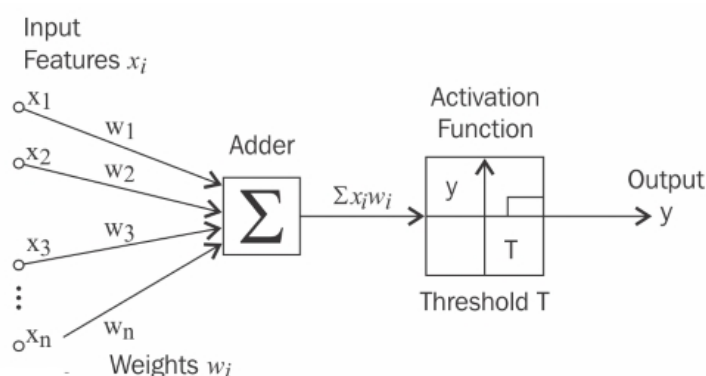 Input
Features xi
x1
w1
x2
w2
x3
w3
xn
wn
Weights wi
Adder
Σ
Σxiwi
Activation
Function
y
T
Threshold T
Output
y